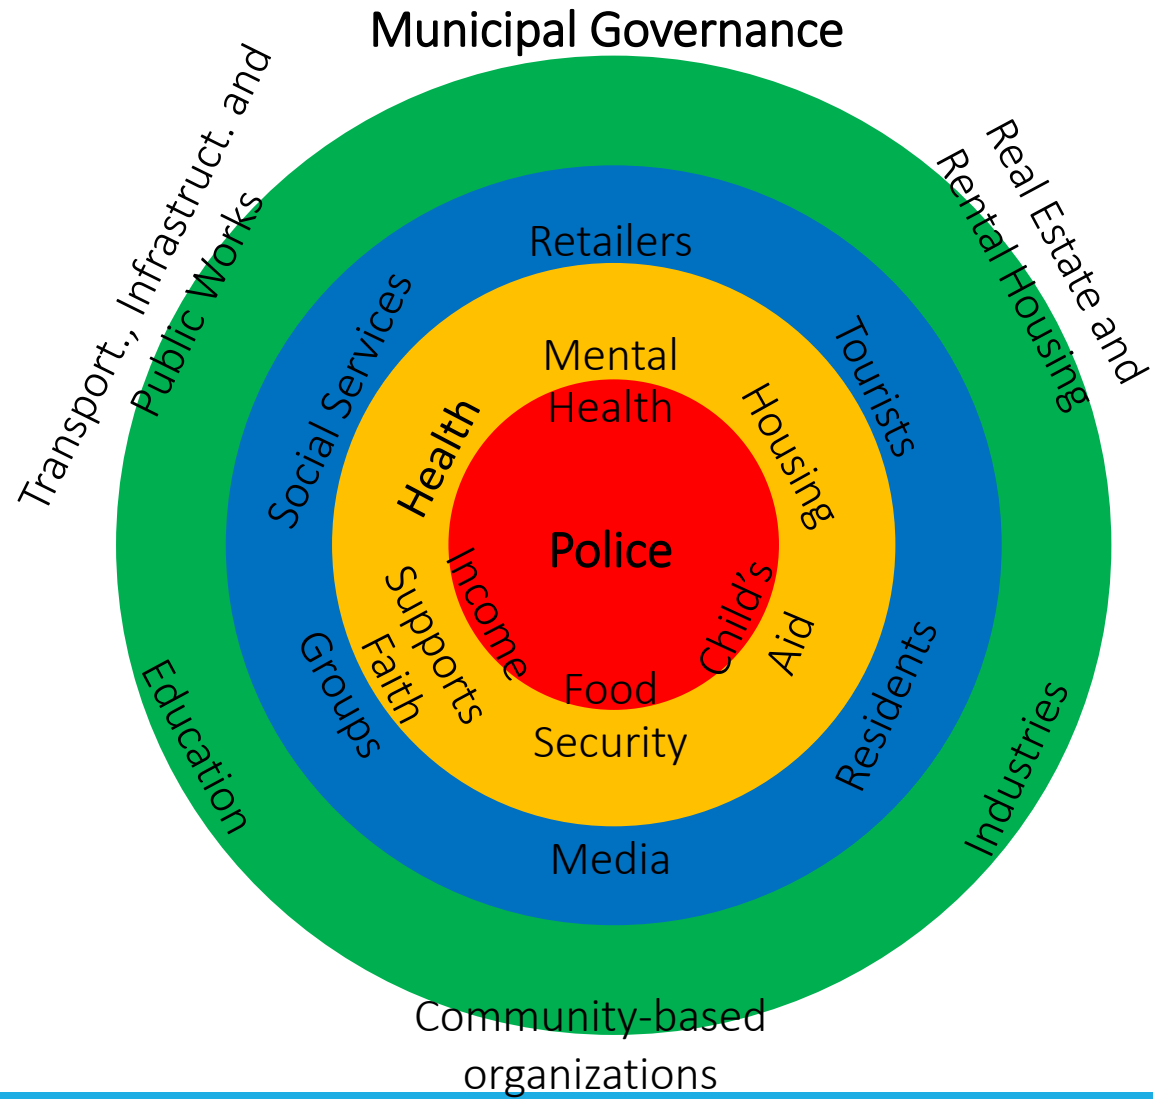 Municipal Governance
Transport., Infrastruct. and
Public Works
Real Estate and
Rental Housing
Retailers
Social Services
Tourists
Mental
Health
Health
Housing
Police
Income
Supports
Child's
Aid
Food
Security
Faith
Groups
Residents
Education
Industries
Media
Community-based
organizations